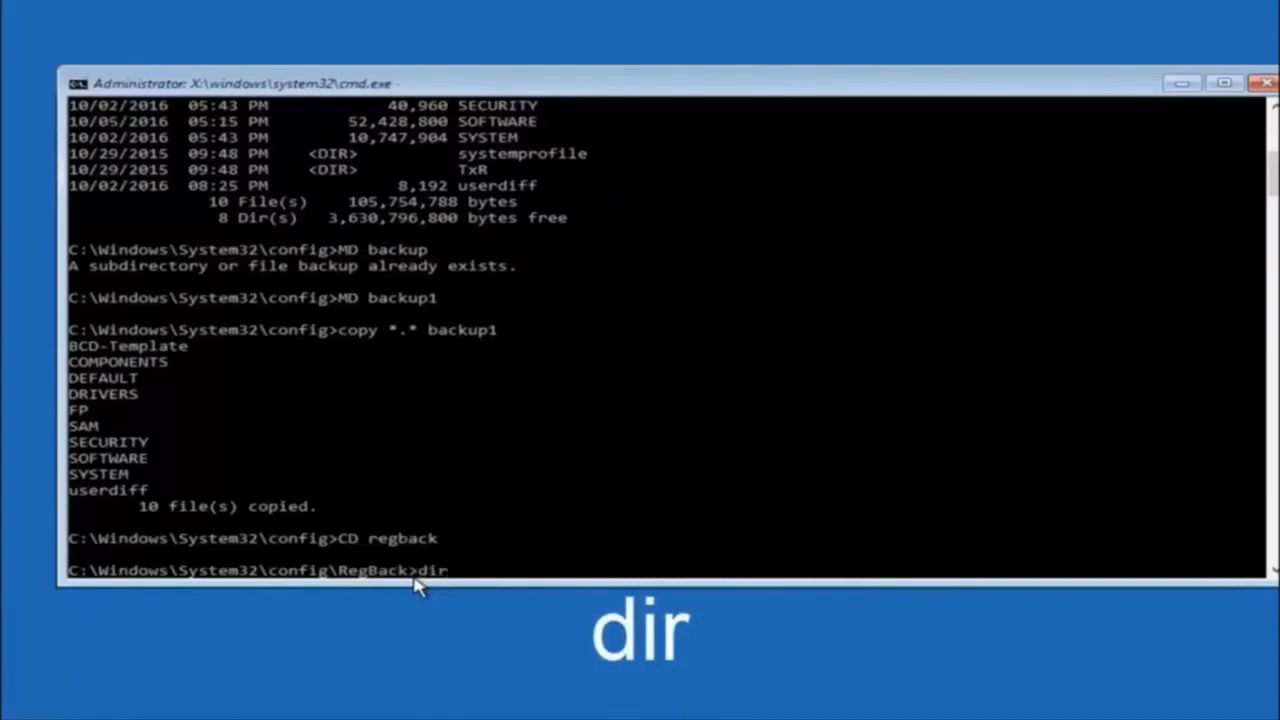 Administrator: X:\windows\system32\cmd.exe -
10/02/2016 05:43 PM 40,960 SECURITY
10/05/2016 05:15 PM 52,428,800 SOFTWARE
10/02/2016 05:43 PM 10,747,904 SYSTEM
10/29/2015 09:48 PM <DIR> systemprofile
10/29/2015 09:48 PM <DIR> TxR
10/02/2016 08:25 PM 8,192 userdiff
10 File(s) 105,754,788 bytes
8 Dir(s) 3,630,796,800 bytes free
C:\Windows\System32\config>MD backup
A subdirectory or file backup already exists.
C:\Windows\System32\config>MD backup1
C:\Windows\System32\config>copy *.* backup1
BCD-Template
COMPONENTS
DEFAULT
DRIVERS
FP
SAM
SECURITY
SOFTWARE
SYSTEM
userdiff
10 file(s) copied.
C:\Windows\System32\config>CD regback
C:\Windows\System32\config\RegBack>dir
dir